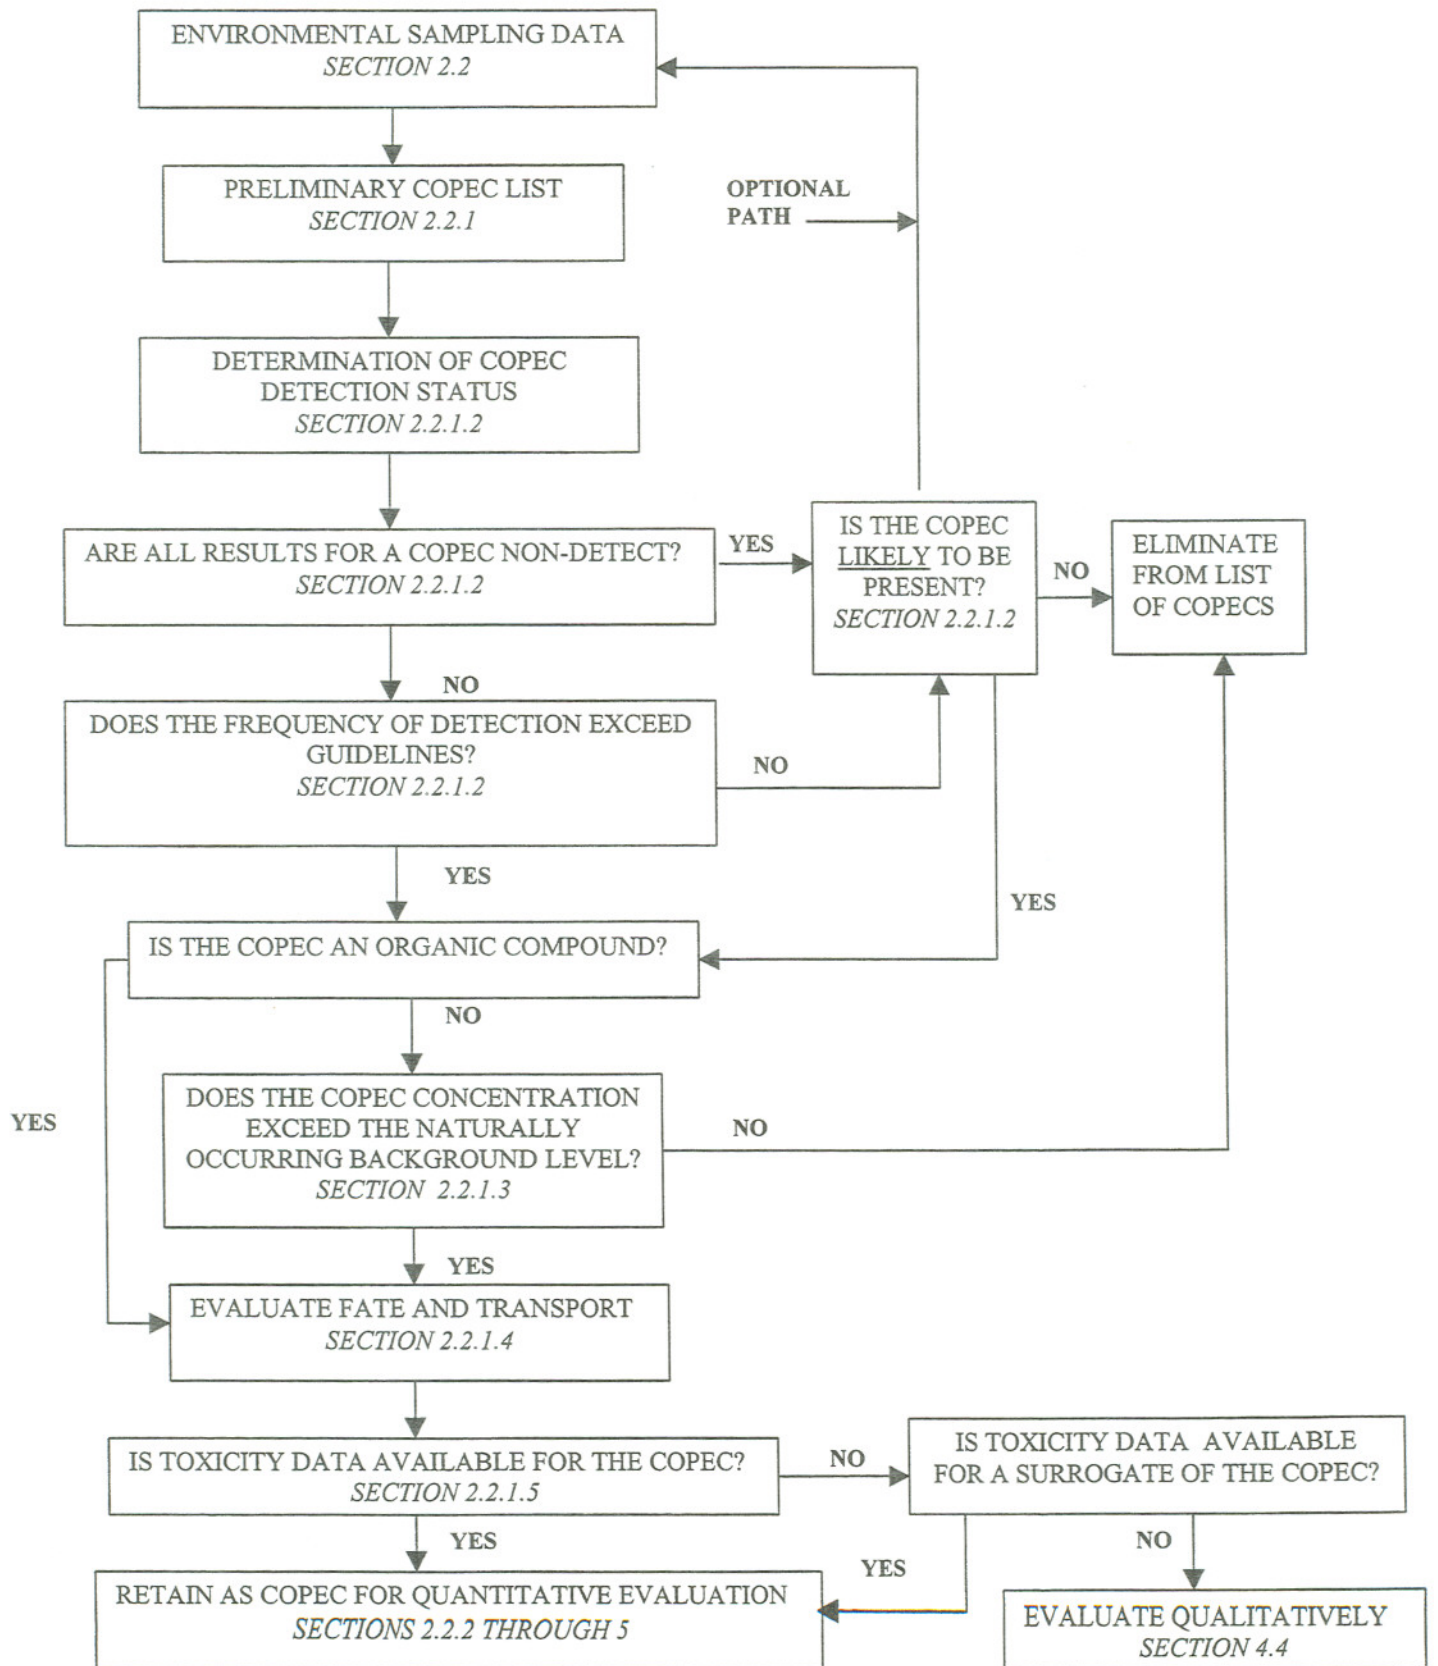 ENVIRONMENTAL SAMPLING DATA
SECTION 2.2
PRELIMINARY COPEC LIST
SECTION 2.2.1
OPTIONAL
PATH
DETERMINATION OF COPEC
DETECTION STATUS
SECTION 2.2.1.2
ARE ALL RESULTS FOR A COPEC NON-DETECT?
SECTION 2.2.1.2
YES
IS THE COPEC
LIKELY TO BE
PRESENT?
SECTION 2.2.1.2
NO
ELIMINATE
FROM LIST
OF COPECS
NO
DOES THE FREQUENCY OF DETECTION EXCEED
GUIDELINES?
SECTION 2.2.1.2
NO
YES
YES
IS THE COPEC AN ORGANIC COMPOUND?
NO
YES
DOES THE COPEC CONCENTRATION
EXCEED THE NATURALLY
OCCURRING BACKGROUND LEVEL?
SECTION 2.2.1.3
NO
YES
EVALUATE FATE AND TRANSPORT
SECTION 2.2.1.4
IS TOXICITY DATA AVAILABLE FOR THE COPEC?
SECTION 2.2.1.5
NO
IS TOXICITY DATA AVAILABLE
FOR A SURROGATE OF THE COPEC?
YES
YES
NO
RETAIN AS COPEC FOR QUANTITATIVE EVALUATION
SECTIONS 2.2.2 THROUGH 5
EVALUATE QUALITATIVELY
SECTION 4.4